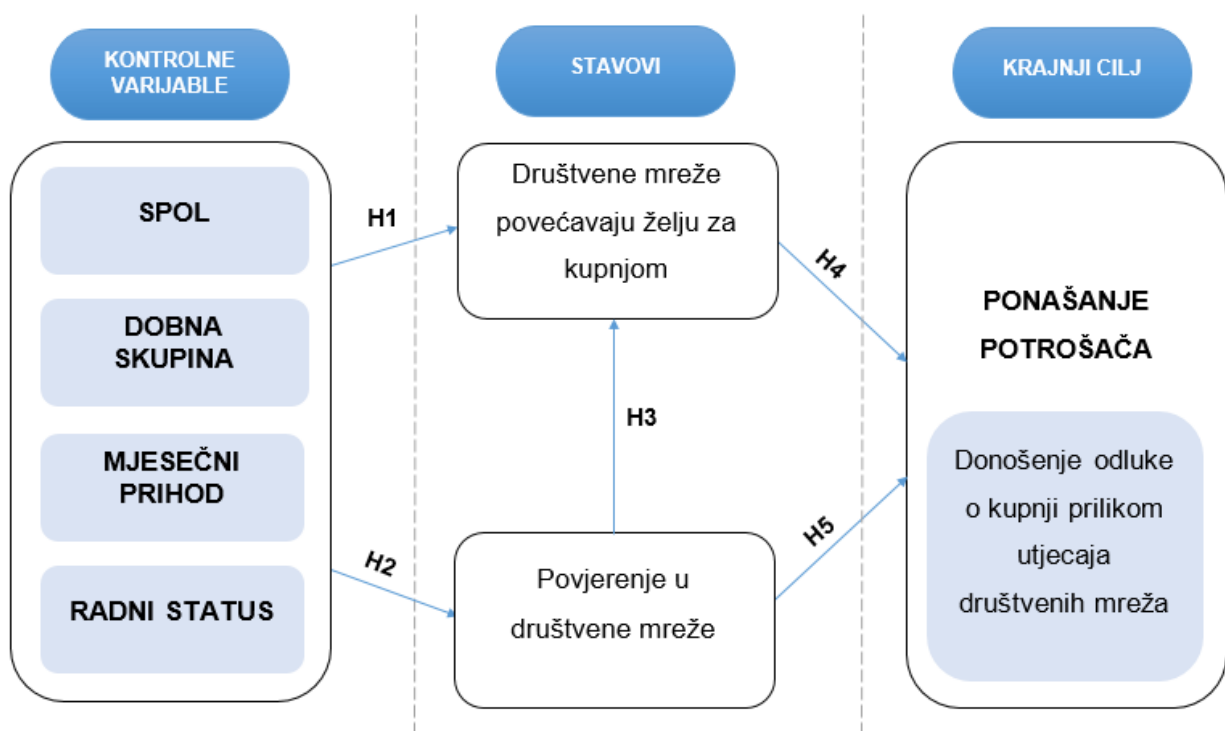 KONTROLNE
VARIJABLE
SPOL
DOBNA
SKUPINA
MJESEČNI
PRIHOD
RADNI STATUS
H1
H2
STAVOVI
Društvene mreže
povećavaju želju za
kupnjom
H3
Povjerenje u
društvene mreže
H4
H5
KRAJNJI CILJ
PONAŠANJE
POTROŠAČA
Donošenje odluke
o kupnji prilikom
utjecaja
društvenih mreža